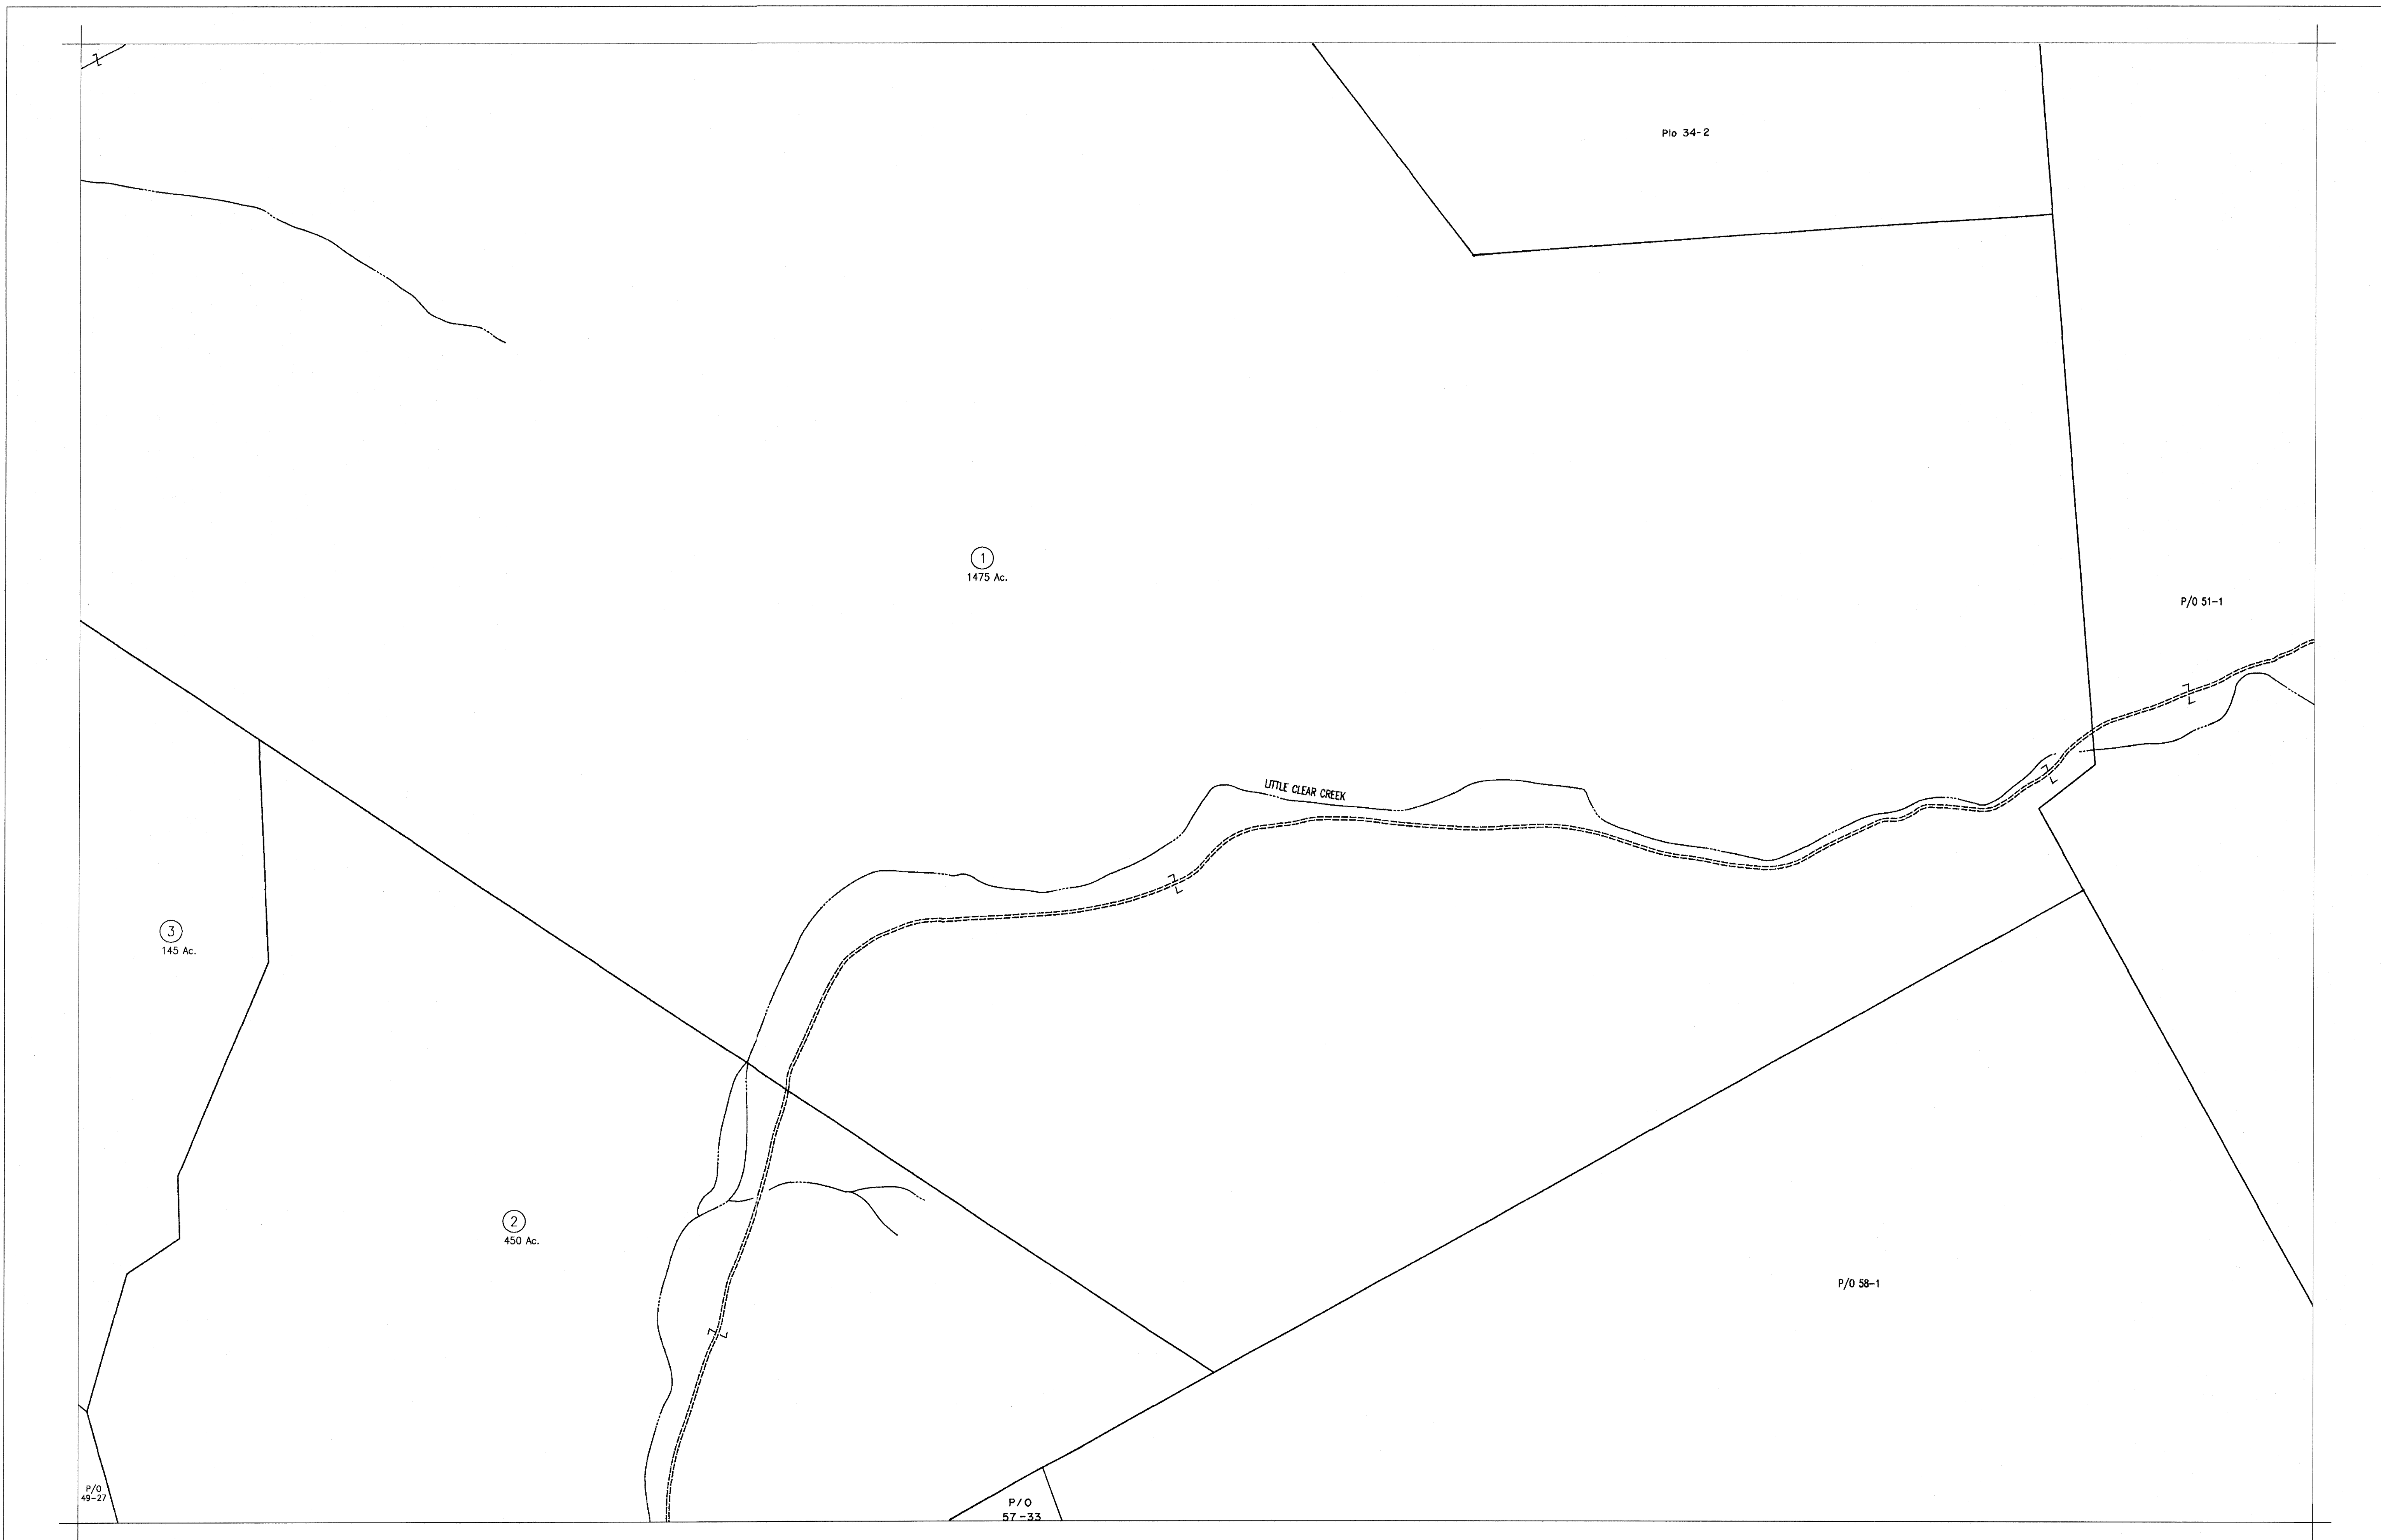 Plo 34-2
1
1475 Ac.
P/O 51-1
LITTLE CLEAR CREEK
3
145 Ac.
2
450 Ac.
P/O 58-1
P/O
49-27
P/O
57-33